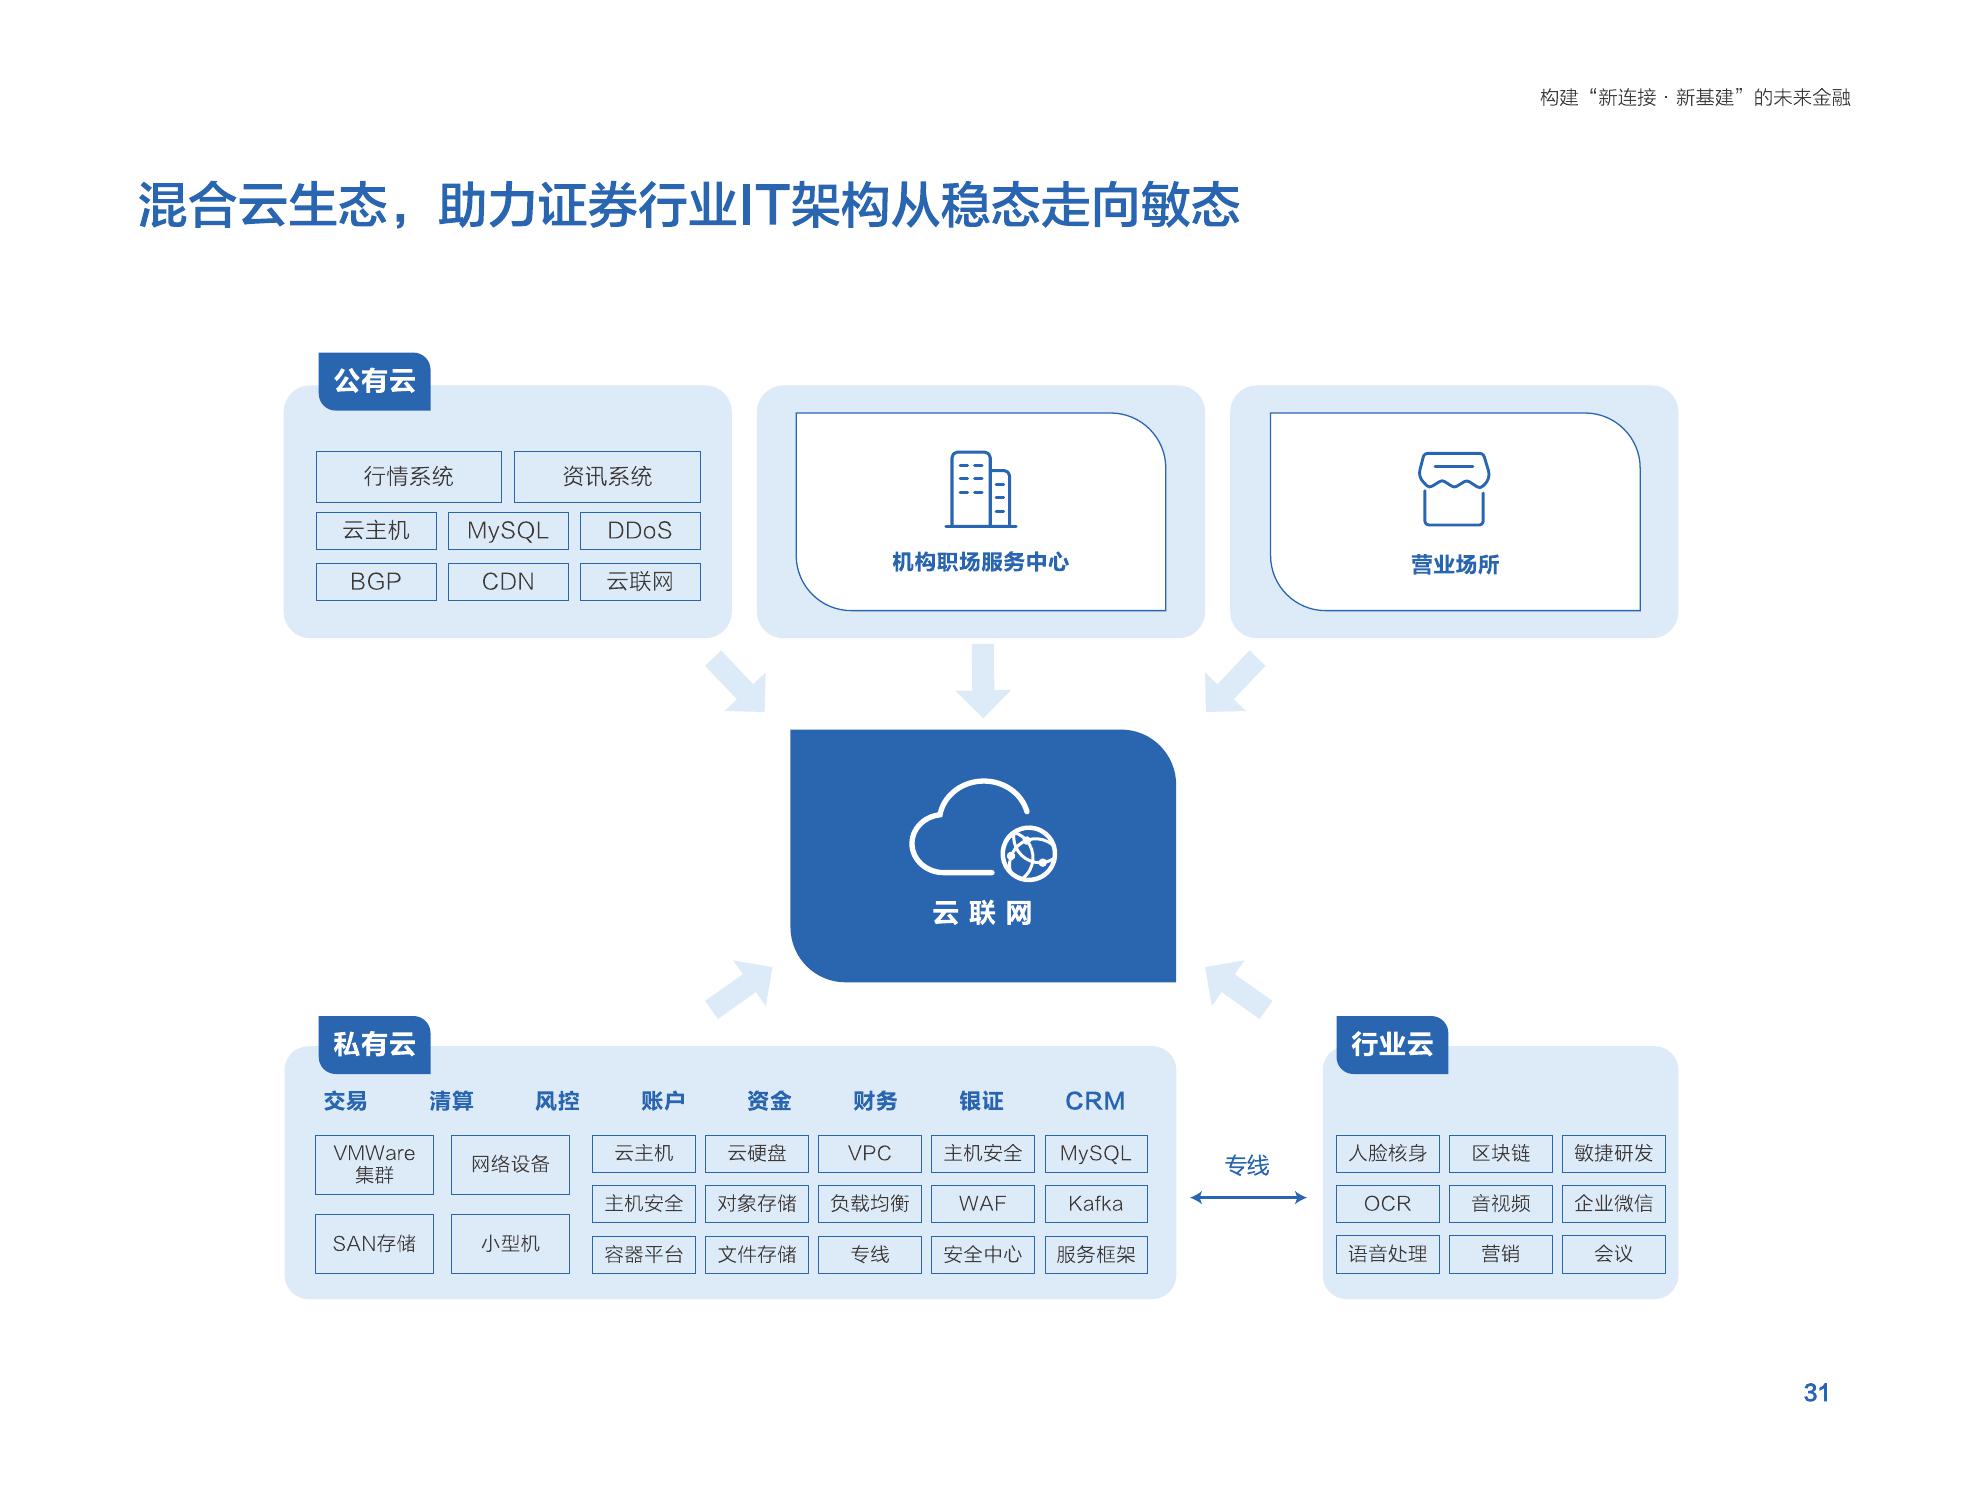 构建“新连接·新基建”的未来金融
混合云生态，助力证券行业IT架构从稳态走向敏态
公有云
行情系统 资讯系统
云主机 MySQL DDoS
BGP CDN 云联网
机构职场服务中心
营业场所
云联网
私有云
交易 清算 风控 账户 资金 财务 银证 CRM
VMWare
集群
网络设备
SAN存储 小型机
云主机 云硬盘 VPC 主机安全 MySQL
主机安全 对象存储 负载均衡 WAF Kafka
容器平台 文件存储 专线 安全中心 服务框架
专线
行业云
人脸核身 区块链 敏捷研发
OCR 音视频 企业微信
语音处理 营销 会议
31